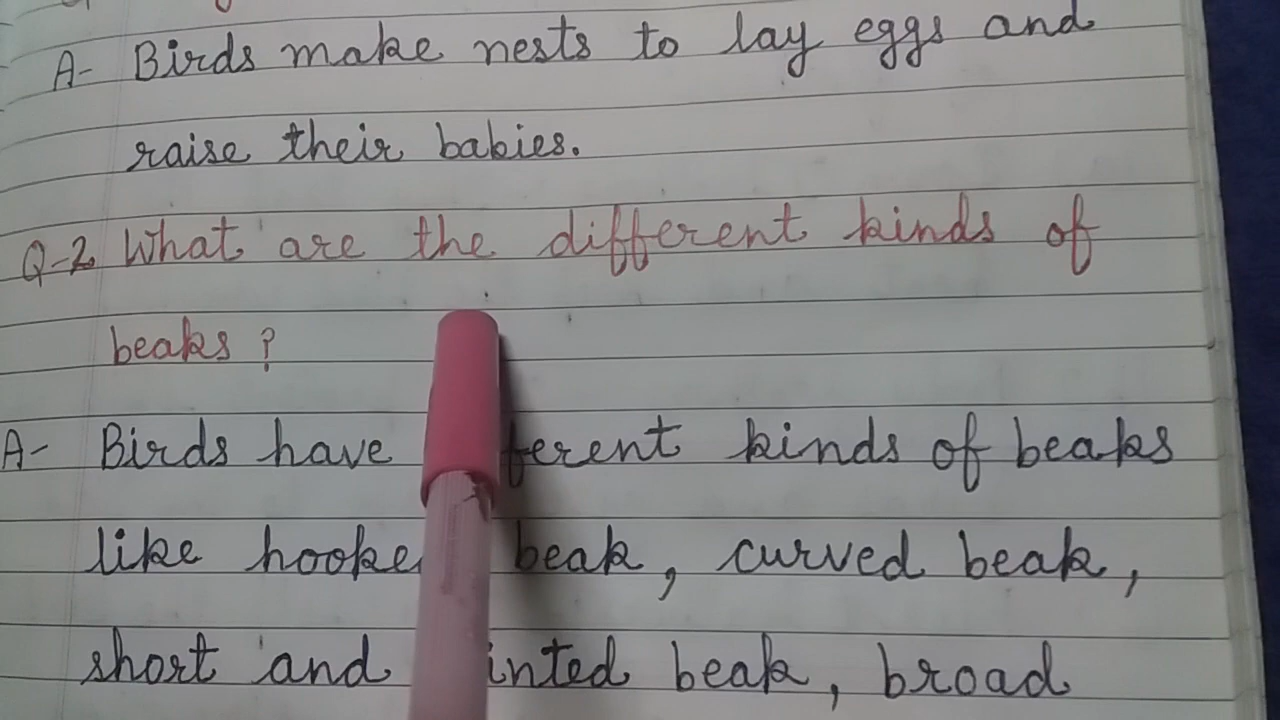 A- Birds make nests to lay eggs and
raise their babies.
Q-2 What are the different kinds of
beaks ?
A- Birds have ferent kinds of beaks
like hooke beak, curved beak,
short and inted beak, broad